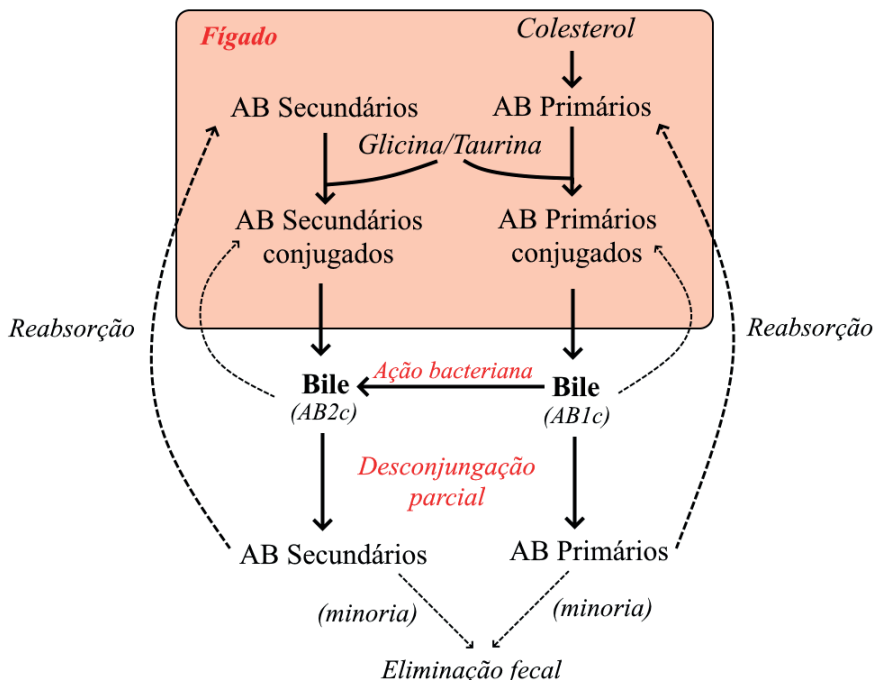 Fígado
Colesterol
AB Secundários
AB Primários
Glicina/Taurina
AB Secundários
conjugados
AB Primários
conjugados
Reabsorção
Reabsorção
Ação bacteriana
Bile
(AB2c)
Bile
(AB1c)
Desconjungação
parcial
AB Secundários
AB Primários
(minoria)
(minoria)
Eliminação fecal